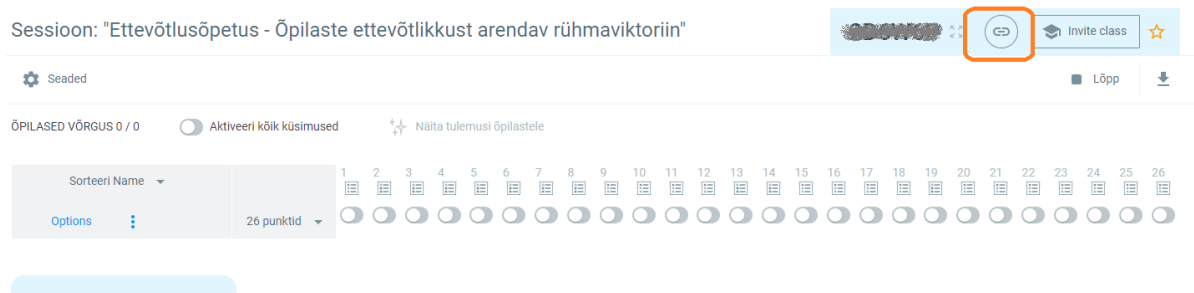 Sessioon: "Ettevõtlusõpetus - Õpilaste ettevõtlikkust arendav rühmaviktoriin"
Invite class
Seaded
Lõpp
ÕPILASED VÕRGUS 0 / 0
Aktiveeri kõik küsimused
Näita tulemusi õpilastele
Sorteeri Name
1 2 3 4 5 6 7 8 9 10 11 12 13 14 15 16 17 18 19 20 21 22 23 24 25 26
Options
26 punktid